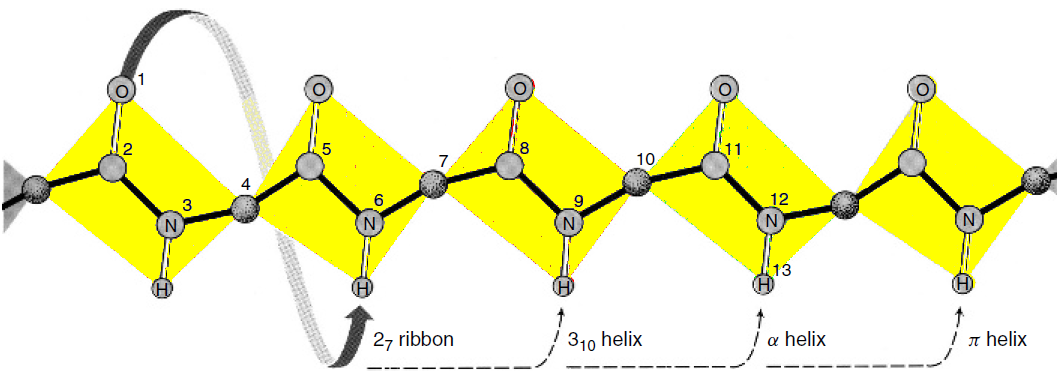 O 1 O O O O
2 5 8 11
4 7 10
N 3 N 6 N 9 N 12 N
H H H H 13 H
2₇ ribbon 3₁₀ helix α helix π helix